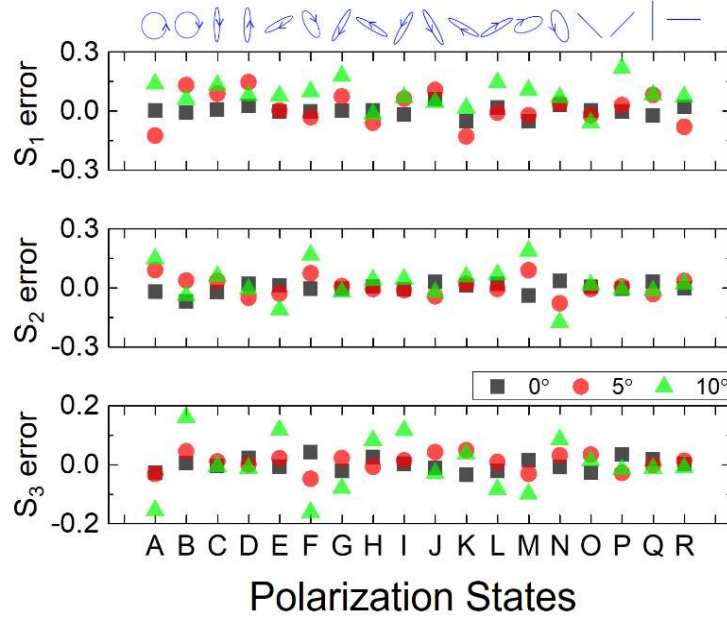 0.3
0.0
-0.3
S1 error
0.3
0.0
-0.3
S2 error
0° 5° 10°
0.2
0.0
-0.2
S3 error
A B C D E F G H I J K L M N O P Q R
Polarization States